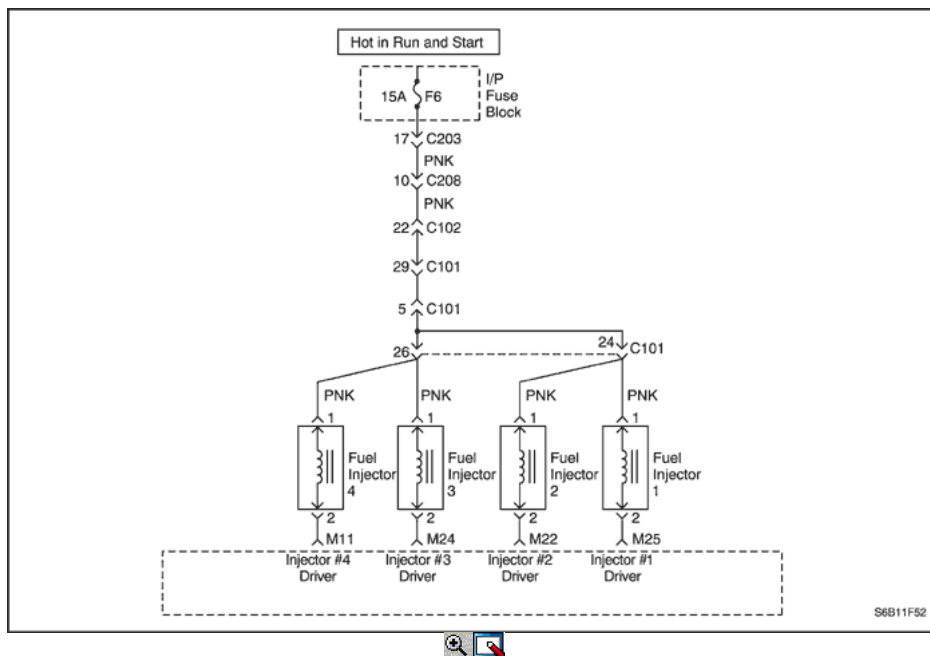 Hot in Run and Start
I/P
Fuse
Block
15A F6
17 C203
PNK
10 C208
PNK
22 C102
29 C101
5 C101
26 24 C101
PNK PNK PNK PNK
1 1 1 1
Fuel
Injector
4
Fuel
Injector
3
Fuel
Injector
2
Fuel
Injector
1
2 2 2 2
M11 M24 M22 M25
Injector #4
Driver
Injector #3
Driver
Injector #2
Driver
Injector #1
Driver
S6B11F52